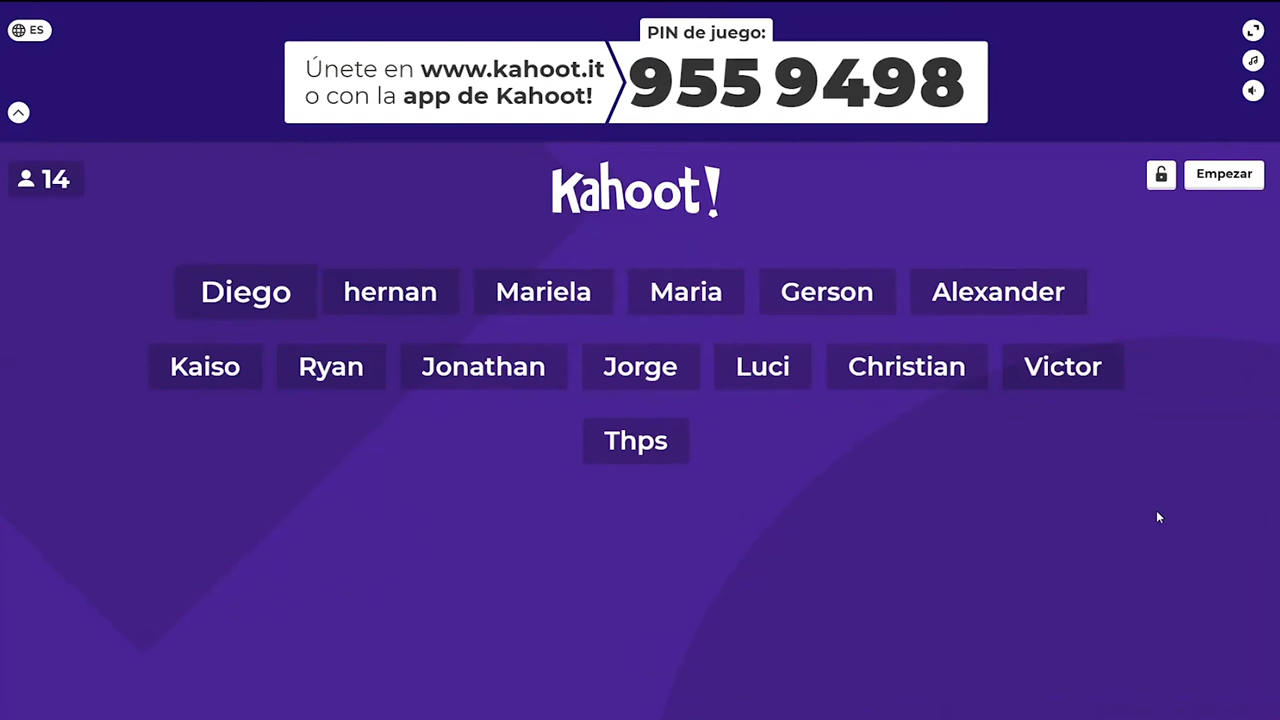 ES
PIN de juego:
Únete en www.kahoot.it
o con la app de Kahoot!
955 9498
14
Kahoot!
Empezar
Diego hernan Mariela Maria Gerson Alexander
Kaiso Ryan Jonathan Jorge Luci Christian Victor
Thps